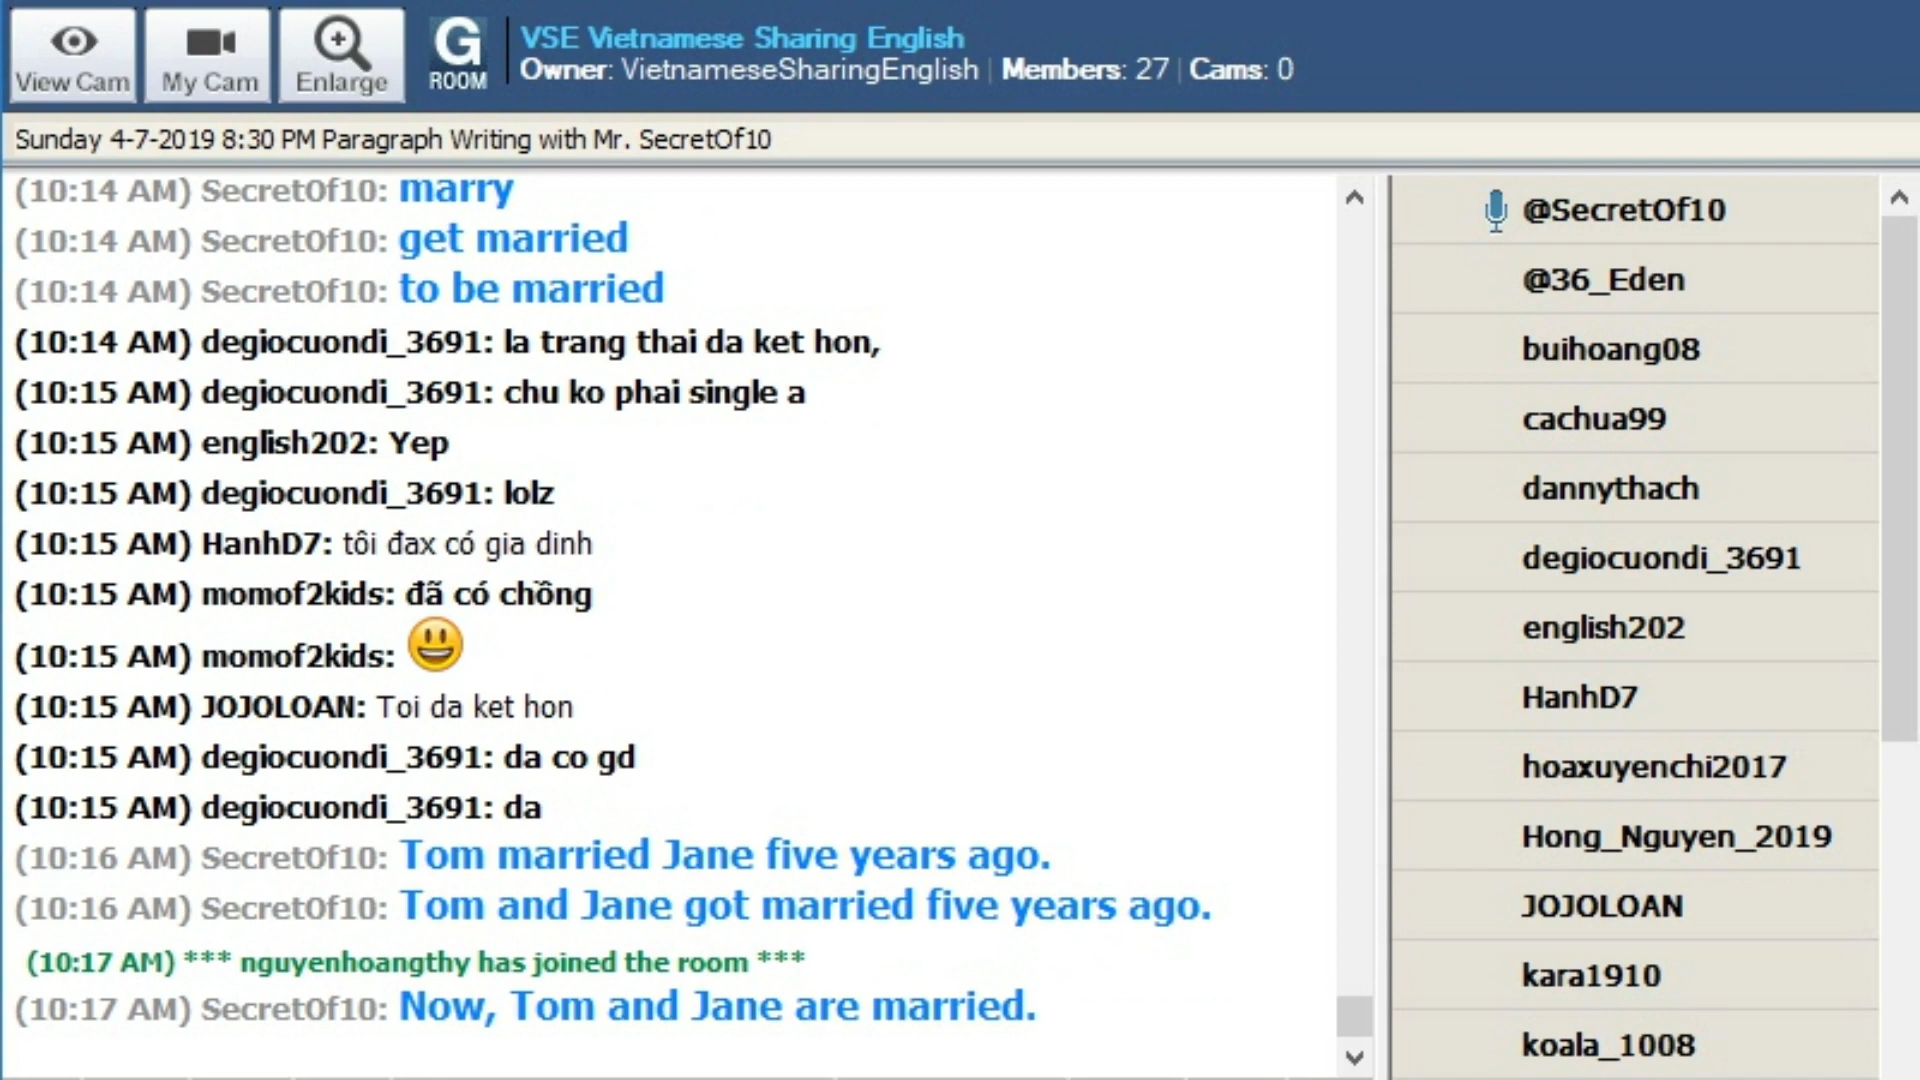 View Cam
My Cam
Enlarge
G
ROOM
VSE Vietnamese Sharing English
Owner: VietnameseSharingEnglish | Members: 27 | Cams: 0
Sunday 4-7-2019 8:30 PM Paragraph Writing with Mr. SecretOf10
(10:14 AM) SecretOf10: marry
(10:14 AM) SecretOf10: get married
(10:14 AM) SecretOf10: to be married
(10:14 AM) degiocuondi_3691: la trang thai da ket hon,
(10:15 AM) degiocuondi_3691: chu ko phai single a
(10:15 AM) english202: Yep
(10:15 AM) degiocuondi_3691: lolz
(10:15 AM) HanhD7: tôi đax có gia dinh
(10:15 AM) momof2kids: đã có chồng
(10:15 AM) momof2kids:
(10:15 AM) JOJOLOAN: Toi da ket hon
(10:15 AM) degiocuondi_3691: da co gd
(10:15 AM) degiocuondi_3691: da
(10:16 AM) SecretOf10: Tom married Jane five years ago.
(10:16 AM) SecretOf10: Tom and Jane got married five years ago.
(10:17 AM) *** nguyenhoangthy has joined the room ***
(10:17 AM) SecretOf10: Now, Tom and Jane are married.
@SecretOf10
@36_Eden
buihoang08
cachua99
dannythach
degiocuondi_3691
english202
HanhD7
hoaxuyenchi2017
Hong_Nguyen_2019
JOJOLOAN
kara1910
koala_1008